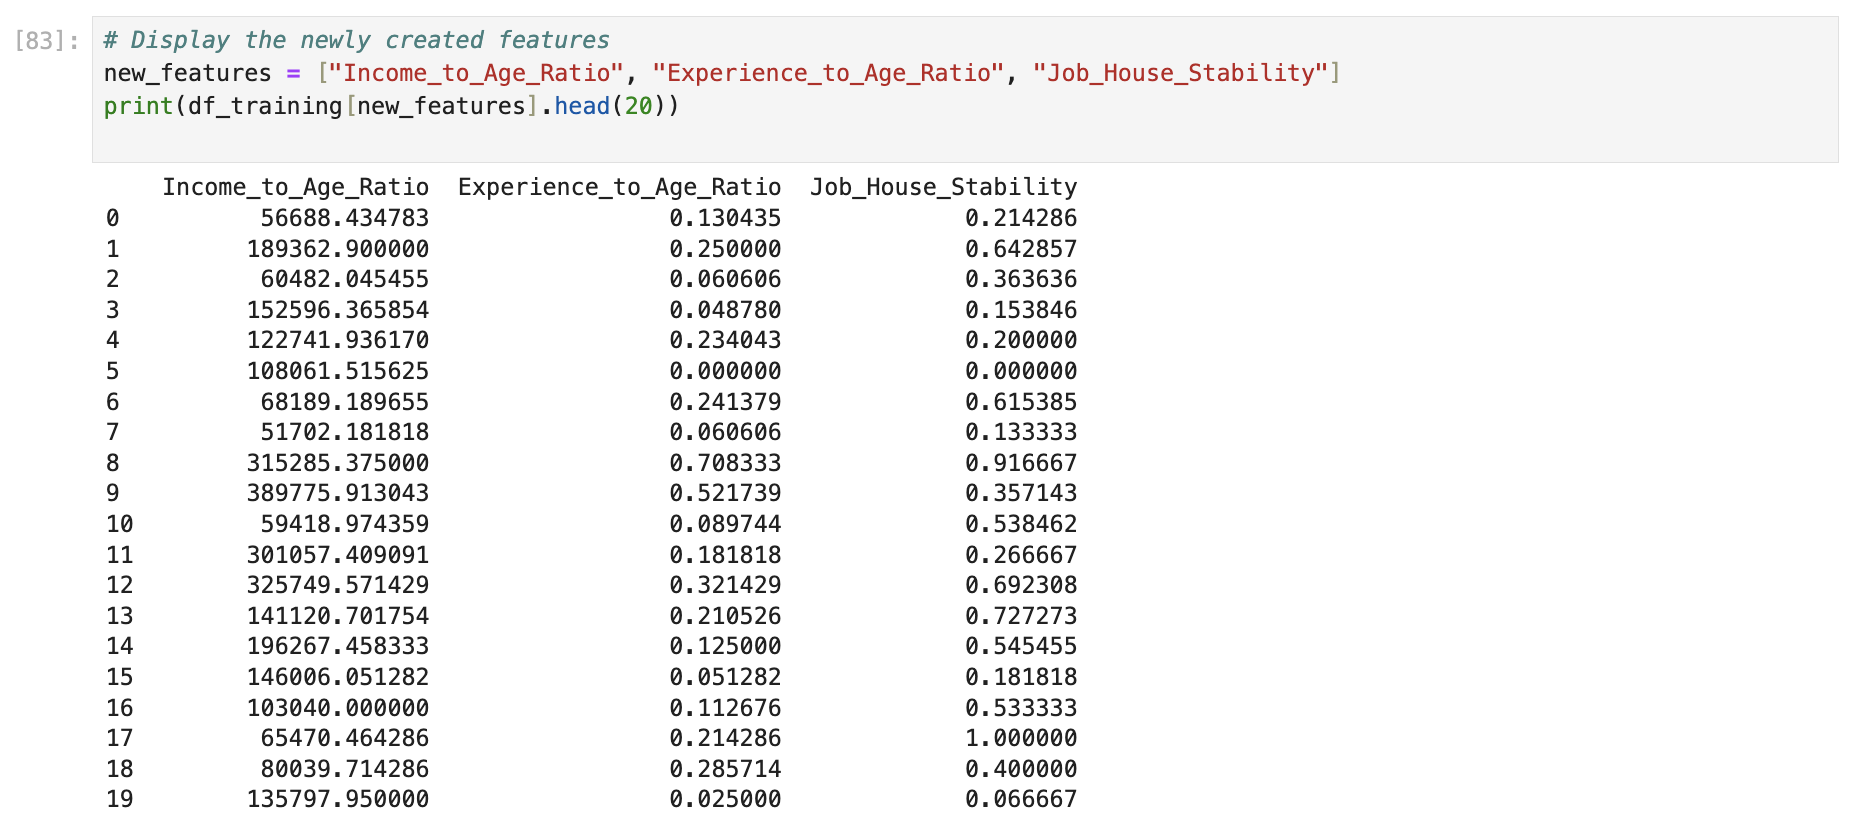 [83]: # Display the newly created features
new_features = ["Income_to_Age_Ratio", "Experience_to_Age_Ratio", "Job_House_Stability"]
print(df_training[new_features].head(20))
    Income_to_Age_Ratio  Experience_to_Age_Ratio  Job_House_Stability
0          56688.434783                 0.130435             0.214286
1         189362.900000                 0.250000             0.642857
2          60482.045455                 0.060606             0.363636
3         152596.365854                 0.048780             0.153846
4         122741.936170                 0.234043             0.200000
5         108061.515625                 0.000000             0.000000
6          68189.189655                 0.241379             0.615385
7          51702.181818                 0.060606             0.133333
8         315285.375000                 0.708333             0.916667
9         389775.913043                 0.521739             0.357143
10         59418.974359                 0.089744             0.538462
11        301057.409091                 0.181818             0.266667
12        325749.571429                 0.321429             0.692308
13        141120.701754                 0.210526             0.727273
14        196267.458333                 0.125000             0.545455
15        146006.051282                 0.051282             0.181818
16        103040.000000                 0.112676             0.533333
17         65470.464286                 0.214286             1.000000
18         80039.714286                 0.285714             0.400000
19        135797.950000                 0.025000             0.066667